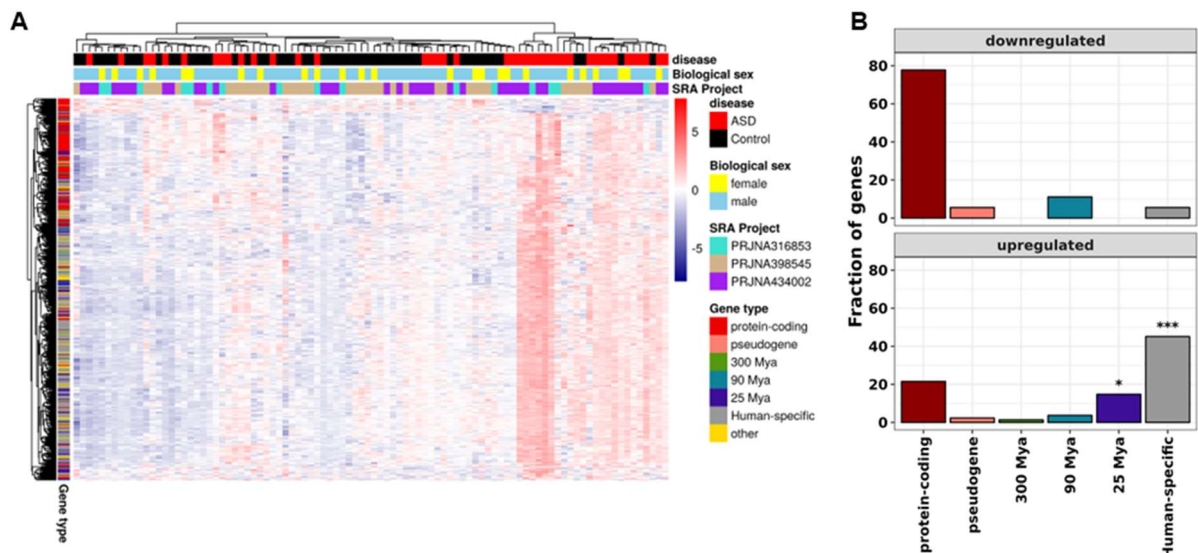 A
disease
Biological sex
SRA Project
5
0
-5
disease
ASD
Control
Biological sex
female
male
SRA Project
PRJNA316853
PRJNA398545
PRJNA434002
Gene type
protein-coding
pseudogene
300 Mya
90 Mya
25 Mya
Human-specific
other
Gene type
B
downregulated
80
60
40
20
0
upregulated
80
60
40
20
0
***
*
Fraction of genes
protein-coding
pseudogene
300 Mya
90 Mya
25 Mya
Human-specific